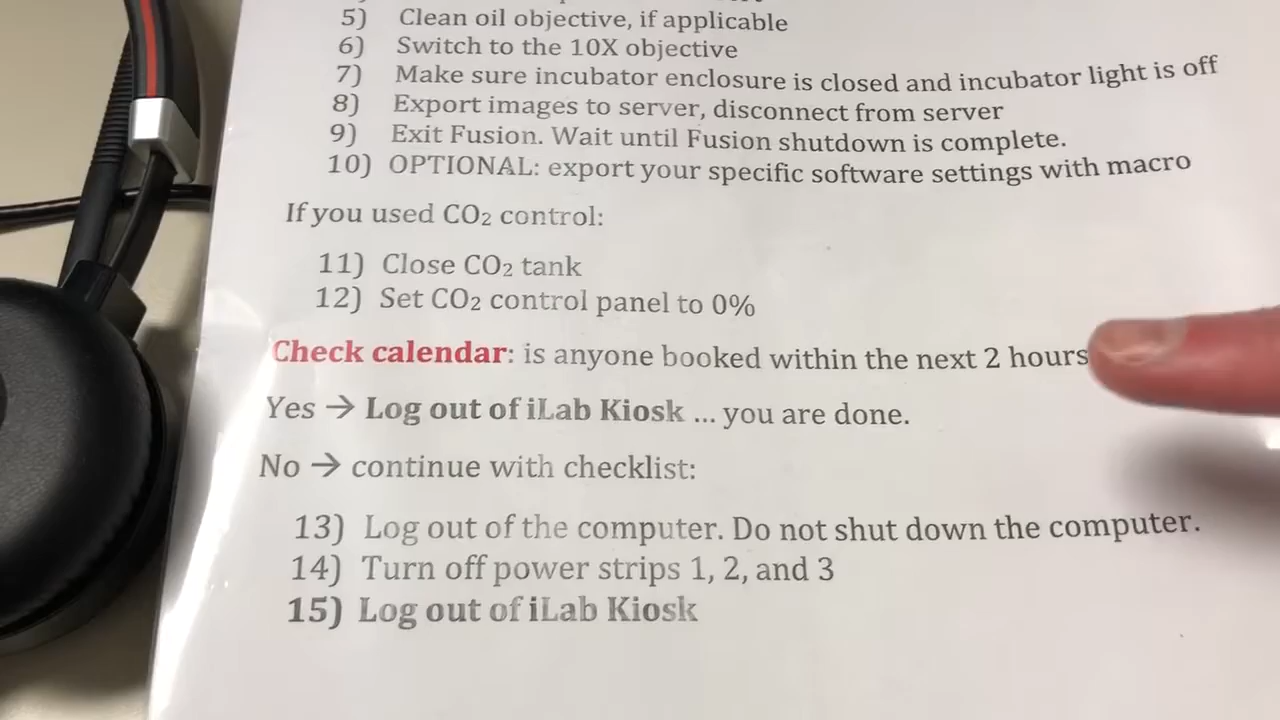 5) Clean oil objective, if applicable
6) Switch to the 10X objective
7) Make sure incubator enclosure is closed and incubator light is off
8) Export images to server, disconnect from server
9) Exit Fusion. Wait until Fusion shutdown is complete.
10) OPTIONAL: export your specific software settings with macro
If you used CO₂ control:
11) Close CO₂ tank
12) Set CO₂ control panel to 0%
Check calendar: is anyone booked within the next 2 hours
Yes → Log out of iLab Kiosk ... you are done.
No → continue with checklist:
13) Log out of the computer. Do not shut down the computer.
14) Turn off power strips 1, 2, and 3
15) Log out of iLab Kiosk